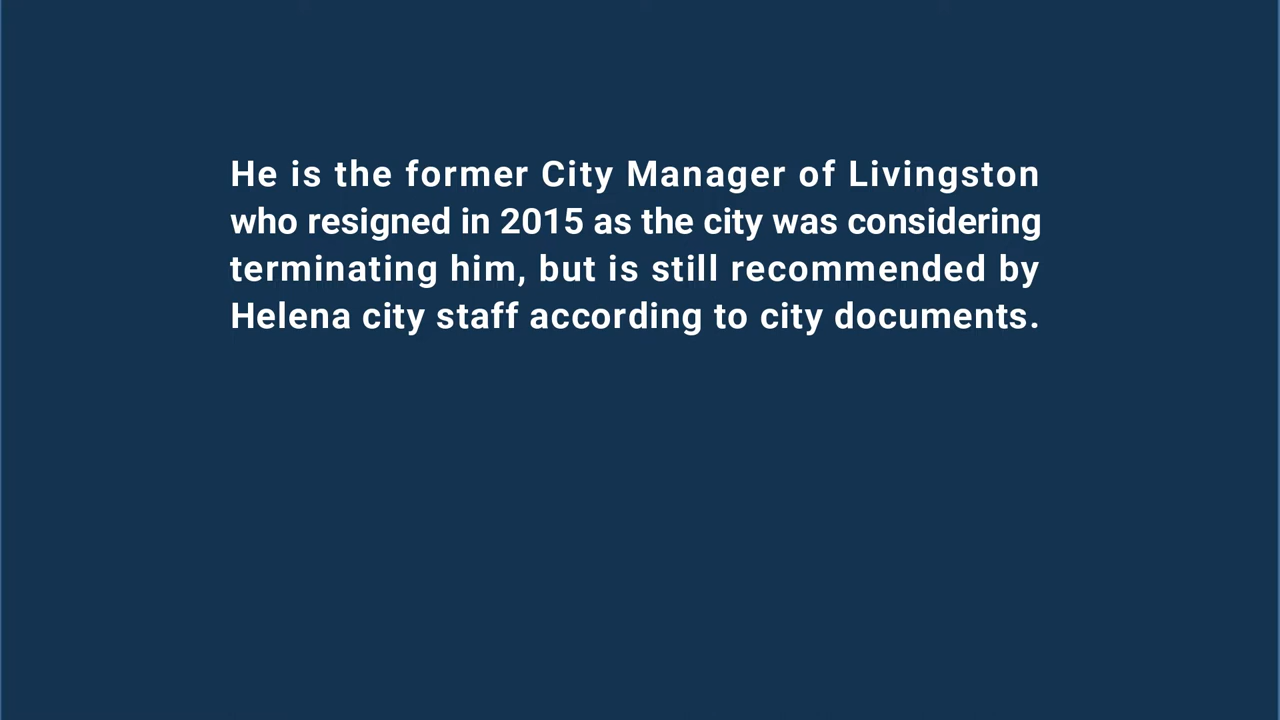 He is the former City Manager of Livingston
who resigned in 2015 as the city was considering
terminating him, but is still recommended by
Helena city staff according to city documents.